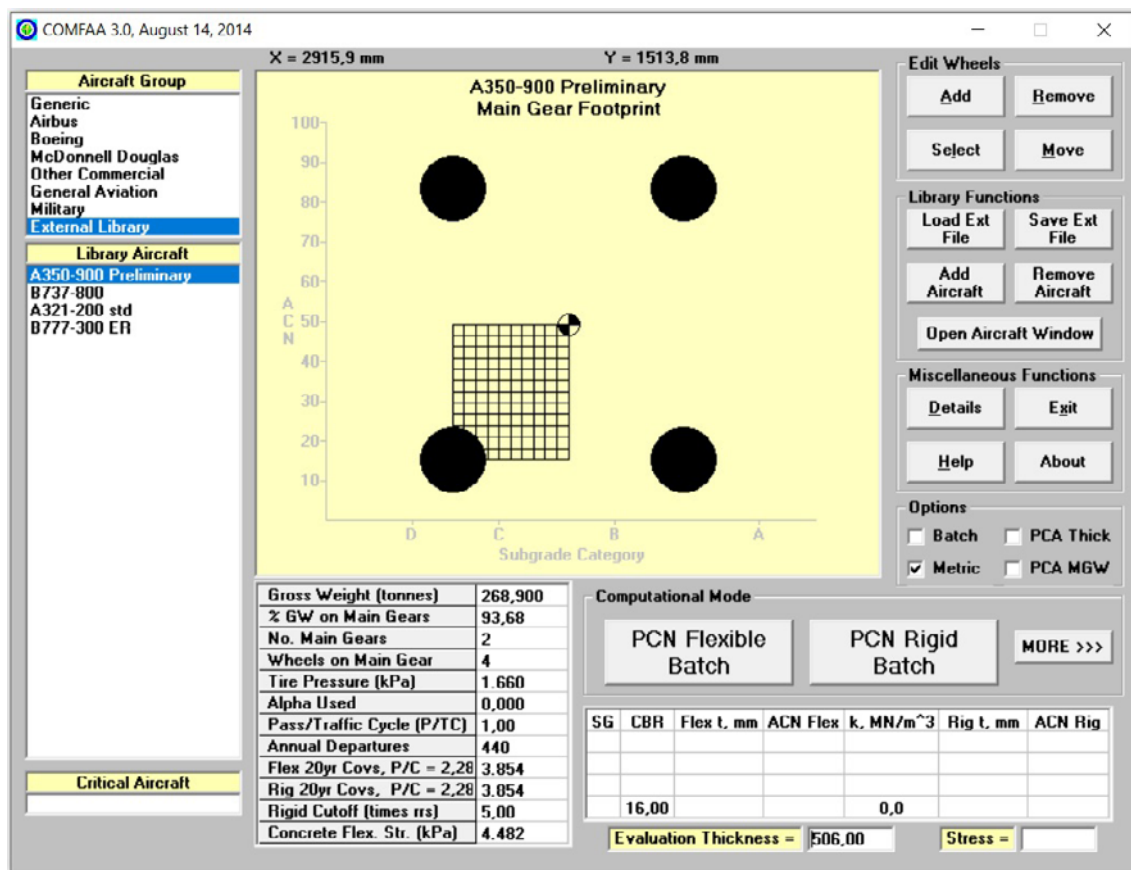 COMFAA 3.0, August 14, 2014
X = 2915,9 mm Y = 1513,8 mm
Aircraft Group
Generic
Airbus
Boeing
McDonnell Douglas
Other Commercial
General Aviation
Military
External Library
Library Aircraft
A350-900 Preliminary
B737-800
A321-200 std
B777-300 ER
Critical Aircraft
A350-900 Preliminary
Main Gear Footprint
100
90
80
70
60
50
40
30
20
10
ACN
D C B A
Subgrade Category
Edit Wheels
Add Remove
Select Move
Library Functions
Load Ext File Save Ext File
Add Aircraft Remove Aircraft
Open Aircraft Window
Miscellaneous Functions
Details Exit
Help About
Options
Batch PCA Thick
Metric PCA MGW
Gross Weight (tonnes) 268,900
% GW on Main Gears 93,68
No. Main Gears 2
Wheels on Main Gear 4
Tire Pressure (kPa) 1.660
Alpha Used 0,000
Pass/Traffic Cycle (P/TC) 1,00
Annual Departures 440
Flex 20yr Covs, P/C = 2,28 3.854
Rig 20yr Covs, P/C = 2,28 3.854
Rigid Cutoff (times rrs) 5,00
Concrete Flex. Str. (kPa) 4.482
Computational Mode
PCN Flexible Batch PCN Rigid Batch MORE >>>
SG CBR Flex t, mm ACN Flex k, MN/m^3 Rig t, mm ACN Rig
16,00 0,0
Evaluation Thickness = 506,00 Stress =